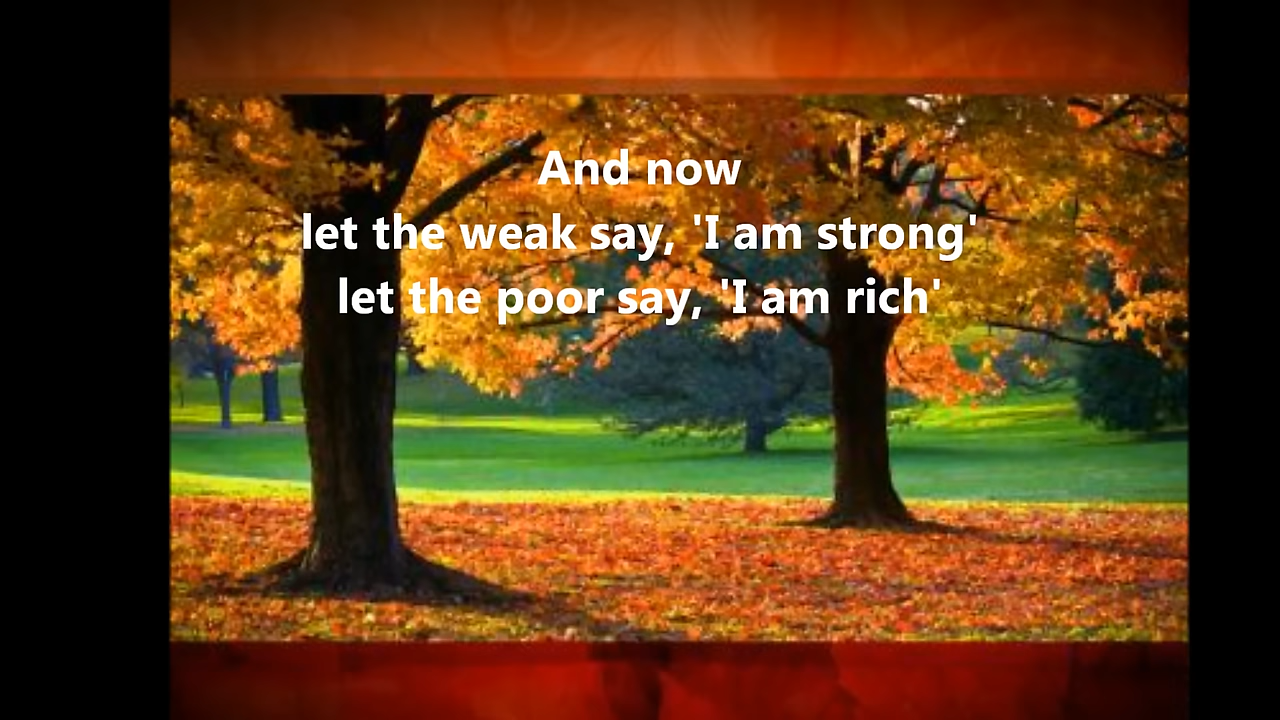 And now
let the weak say, 'I am strong'
let the poor say, 'I am rich'